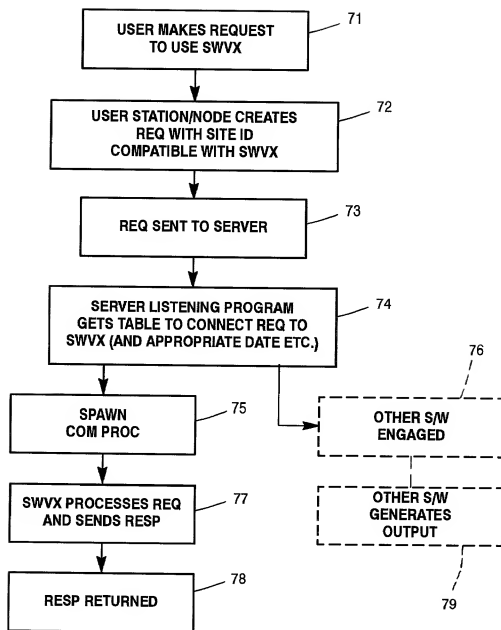 USER MAKES REQUEST
TO USE SWVX
71
USER STATION/NODE CREATES
REQ WITH SITE ID
COMPATIBLE WITH SWVX
72
REQ SENT TO SERVER
73
SERVER LISTENING PROGRAM
GETS TABLE TO CONNECT REQ TO
SWVX (AND APPROPRIATE DATE ETC.)
74
SPAWN
COM PROC
75
76
OTHER S/W
ENGAGED
SWVX PROCESSES REQ
AND SENDS RESP
77
OTHER S/W
GENERATES
OUTPUT
79
RESP RETURNED
78